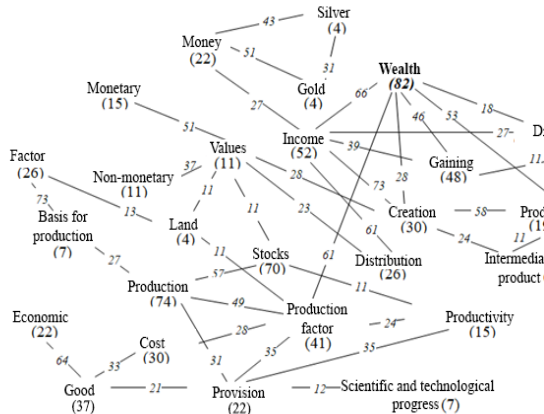 Silver
(4)
43
Money
(22)
51
31
Gold
(4)
Wealth
(82)
Monetary
(15)
27
66
46
53
18
51
Values
(11)
Income
(52)
39
27
Factor
(26)
37
Non-monetary
(11)
28
28
Gaining
(48)
11
73
13
11
11
23
73
Creation
(30)
58
Basis for
production
(7)
Land
(4)
61
24
11
Stocks
(70)
Distribution
(26)
Intermedia
product
27
57
11
61
11
Production
(74)
49
Economic
(22)
Production
factor
(41)
24
Productivity
(15)
Cost
(30)
28
64
33
31
35
35
Good
(37)
21
Provision
(22)
12
Scientific and technological
progress (7)